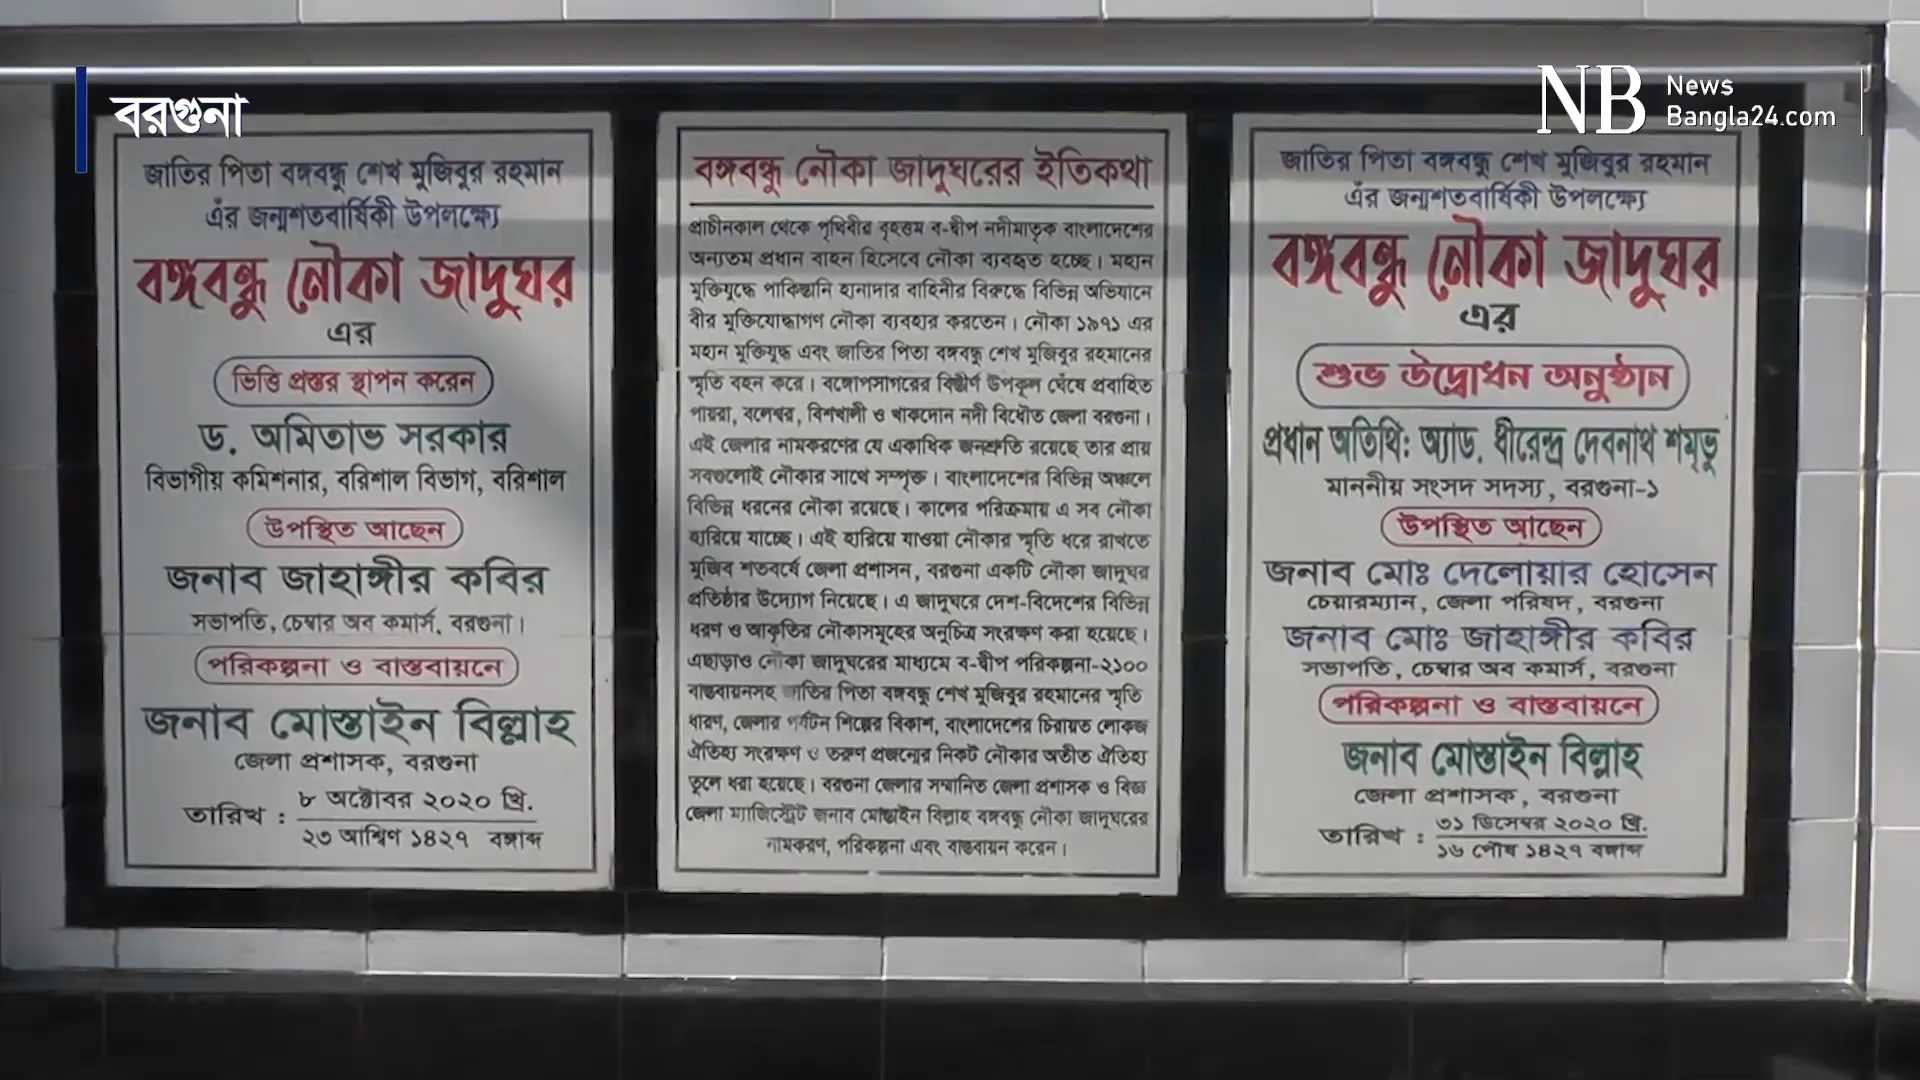 বরগুনা
NB News
Bangla24.com
জাতির পিতা বঙ্গবন্ধু শেখ মুজিবুর রহমান
এঁর জন্মশতবার্ষিকী উপলক্ষ্যে
বঙ্গবন্ধু নৌকা জাদুঘর
এর
ভিত্তি প্রস্তর স্থাপন করেন
ড. অমিতাভ সরকার
বিভাগীয় কমিশনার, বরিশাল বিভাগ, বরিশাল
উপস্থিত আছেন
জনাব জাহাঙ্গীর কবির
সভাপতি, চেম্বার অব কমার্স, বরগুনা।
পরিকল্পনা ও বাস্তবায়নে
জনাব মোস্তাইন বিল্লাহ
জেলা প্রশাসক, বরগুনা
তারিখ : ৮ অক্টোবর ২০২০ খ্রি.
২৩ আশ্বিণ ১৪২৭ বঙ্গাব্দ
বঙ্গবন্ধু নৌকা জাদুঘরের ইতিকথা
প্রাচীনকাল থেকে পৃথিবীর বৃহত্তম ব-দ্বীপ নদীমাতৃক বাংলাদেশের
অন্যতম প্রধান বাহন হিসেবে নৌকা ব্যবহৃত হচ্ছে। মহান
মুক্তিযুদ্ধে পাকিস্তানি হানাদার বাহিনীর বিরুদ্ধে বিভিন্ন অভিযানে
বীর মুক্তিযোদ্ধাগণ নৌকা ব্যবহার করতেন। নৌকা ১৯৭১ এর
মহান মুক্তিযুদ্ধ এবং জাতির পিতা বঙ্গবন্ধু শেখ মুজিবুর রহমানের
স্মৃতি বহন করে। বঙ্গোপসাগরের বিস্তীর্ণ উপকূল ঘেঁষে প্রবাহিত
পায়রা, বলেশ্বর, বিশখালী ও খাকদোন নদী বিধৌত জেলা বরগুনা।
এই জেলার নামকরণের যে একাধিক জনশ্রুতি রয়েছে তার প্রায়
সবগুলোই নৌকার সাথে সম্পৃক্ত। বাংলাদেশের বিভিন্ন অঞ্চলে
বিভিন্ন ধরনের নৌকা রয়েছে। কালের পরিক্রমায় এ সব নৌকা
হারিয়ে যাচ্ছে। এই হারিয়ে যাওয়া নৌকার স্মৃতি ধরে রাখতে
মুজিব শতবর্ষে জেলা প্রশাসন, বরগুনা একটি নৌকা জাদুঘর
প্রতিষ্ঠার উদ্যোগ নিয়েছে। এ জাদুঘরে দেশ-বিদেশের বিভিন্ন
ধরণ ও আকৃতির নৌকাসমূহের অনুচিত্র সংরক্ষণ করা হয়েছে।
এছাড়াও নৌকা জাদুঘরের মাধ্যমে ব-দ্বীপ পরিকল্পনা-২১০০
বাস্তবায়নসহ জাতির পিতা বঙ্গবন্ধু শেখ মুজিবুর রহমানের স্মৃতি
ধারণ, জেলার পর্যটন শিল্পের বিকাশ, বাংলাদেশের চিরায়ত লোকজ
ঐতিহ্য সংরক্ষণ ও তরুণ প্রজন্মের নিকট নৌকার অতীত ঐতিহ্য
তুলে ধরা হয়েছে। বরগুনা জেলার সম্মানিত জেলা প্রশাসক ও বিজ্ঞ
জেলা ম্যাজিস্ট্রেট জনাব মোস্তাইন বিল্লাহ বঙ্গবন্ধু নৌকা জাদুঘরের
নামকরণ, পরিকল্পনা এবং বাস্তবায়ন করেন।
জাতির পিতা বঙ্গবন্ধু শেখ মুজিবুর রহমান
এঁর জন্মশতবার্ষিকী উপলক্ষ্যে
বঙ্গবন্ধু নৌকা জাদুঘর
এর
শুভ উদ্বোধন অনুষ্ঠান
প্রধান অতিথি: অ্যাড. ধীরেন্দ্র দেবনাথ শম্ভু
মাননীয় সংসদ সদস্য, বরগুনা-১
উপস্থিত আছেন
জনাব মোঃ দেলোয়ার হোসেন
চেয়ারম্যান, জেলা পরিষদ, বরগুনা
জনাব মোঃ জাহাঙ্গীর কবির
সভাপতি, চেম্বার অব কমার্স, বরগুনা
পরিকল্পনা ও বাস্তবায়নে
জনাব মোস্তাইন বিল্লাহ
জেলা প্রশাসক, বরগুনা
তারিখ : ৩১ ডিসেম্বর ২০২০ খ্রি.
১৬ পৌষ ১৪২৭ বঙ্গাব্দ